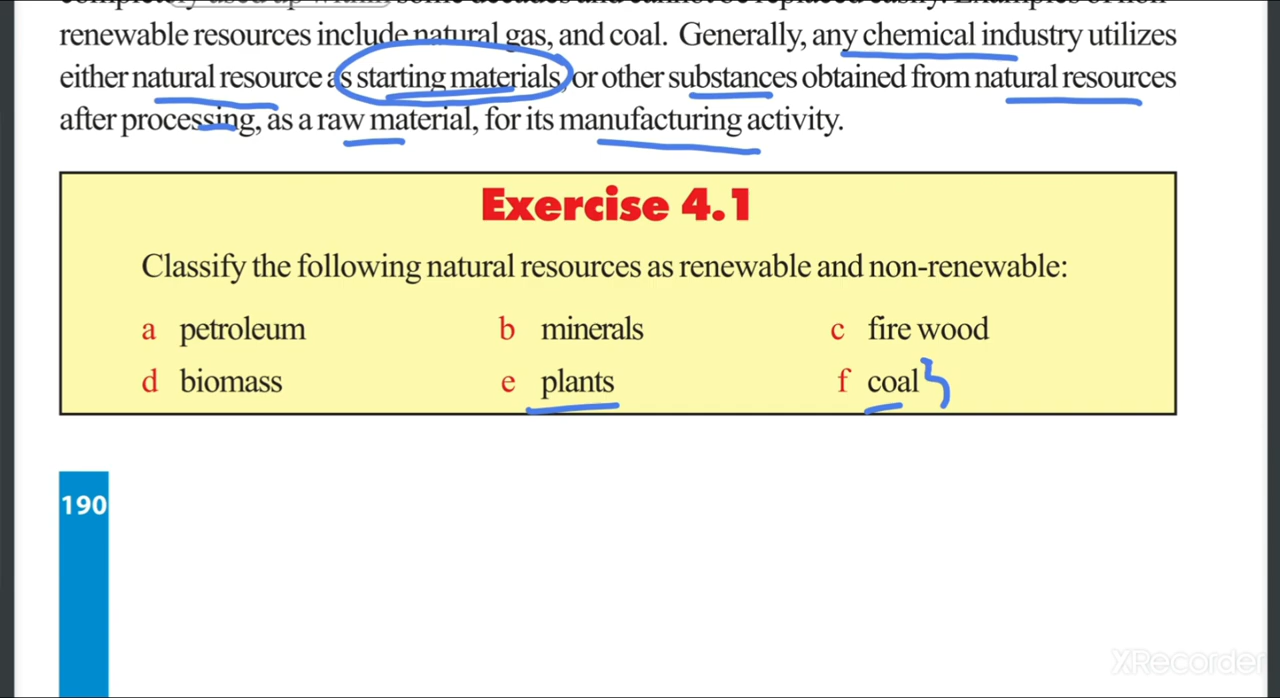 renewable resources include natural gas, and coal. Generally, any chemical industry utilizes
either natural resource as starting materials, or other substances obtained from natural resources
after processing, as a raw material, for its manufacturing activity.
Exercise 4.1
Classify the following natural resources as renewable and non-renewable:
a petroleum b minerals c fire wood
d biomass e plants f coal
190
XRecorder